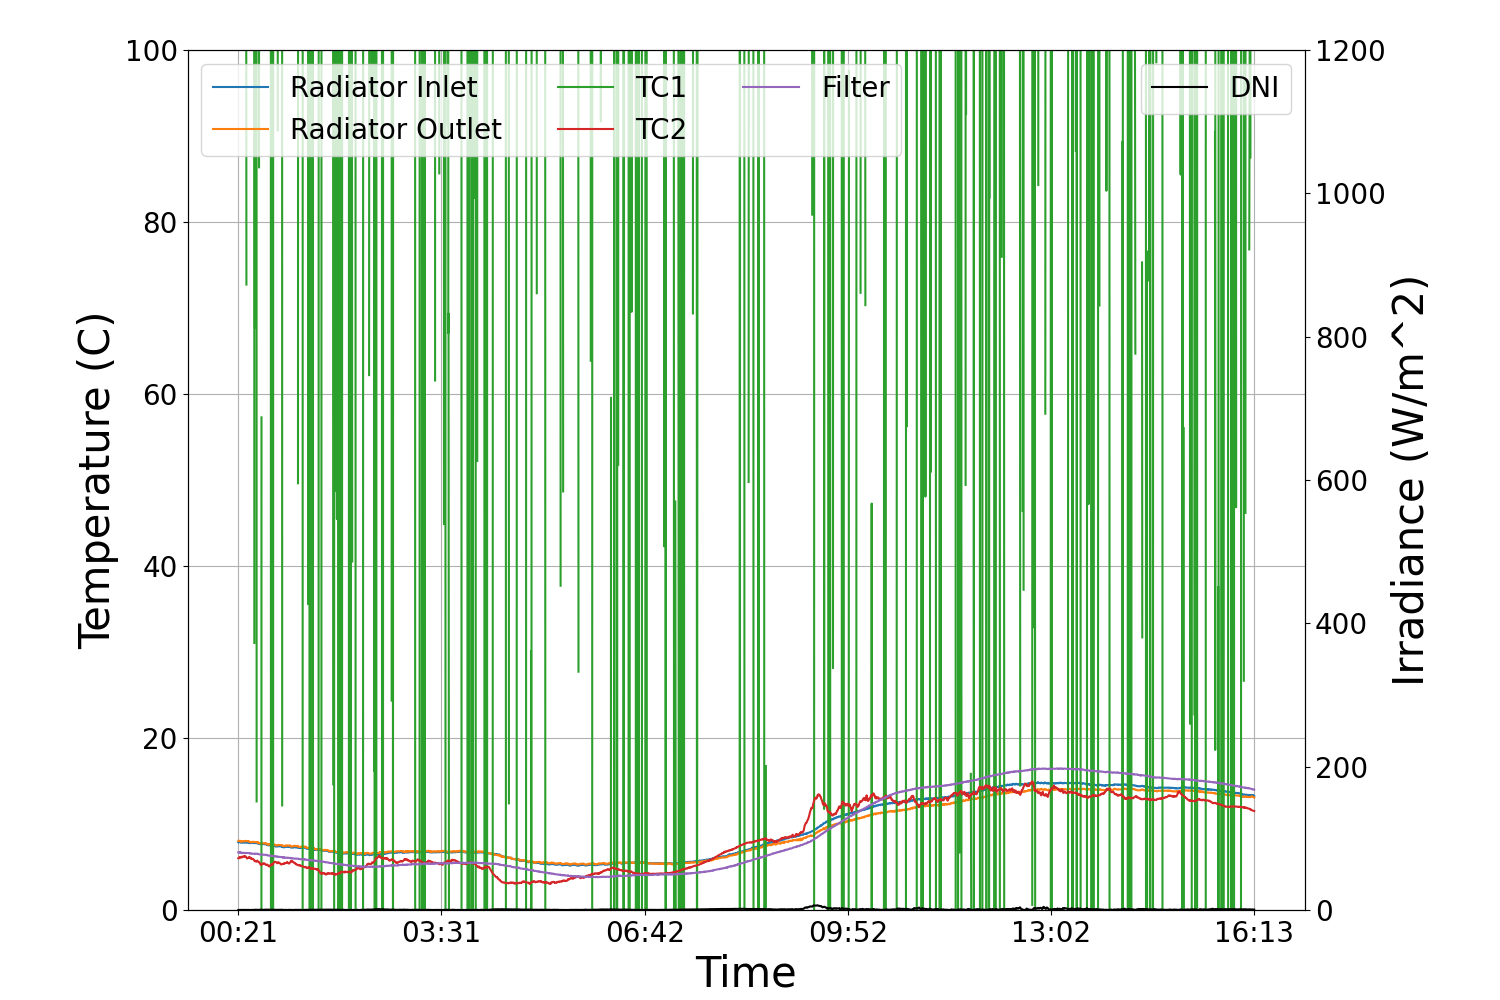 Radiator Inlet
Radiator Outlet
TC1
TC2
Filter
DNI
100
80
60
40
20
0
Temperature (C)
1200
1000
800
600
400
200
0
Irradiance (W/m^2)
00:21 03:31 06:42 09:52 13:02 16:13
Time